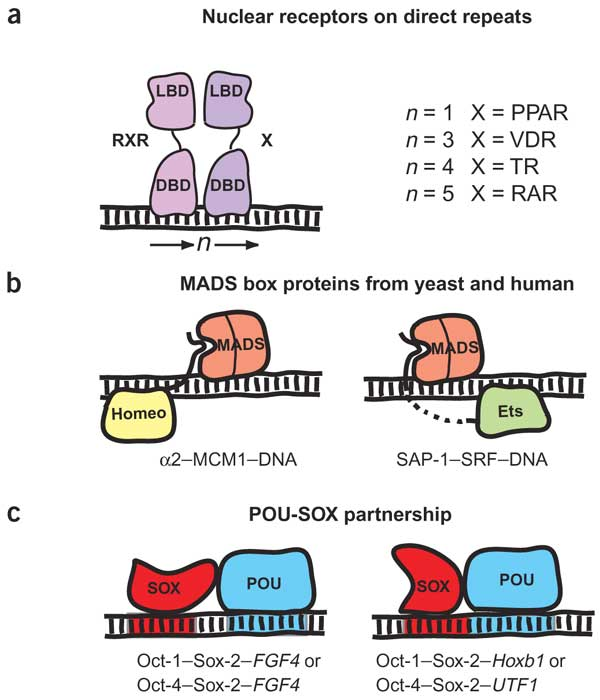 a
Nuclear receptors on direct repeats
LBD LBD
RXR X
DBD DBD
n
n = 1 X = PPAR
n = 3 X = VDR
n = 4 X = TR
n = 5 X = RAR
b
MADS box proteins from yeast and human
MADS
Homeo
α2–MCM1–DNA
MADS
Ets
SAP-1–SRF–DNA
c
POU-SOX partnership
SOX POU
Oct-1–Sox-2–FGF4 or
Oct-4–Sox-2–FGF4
SOX POU
Oct-1–Sox-2–Hoxb1 or
Oct-4–Sox-2–UTF1